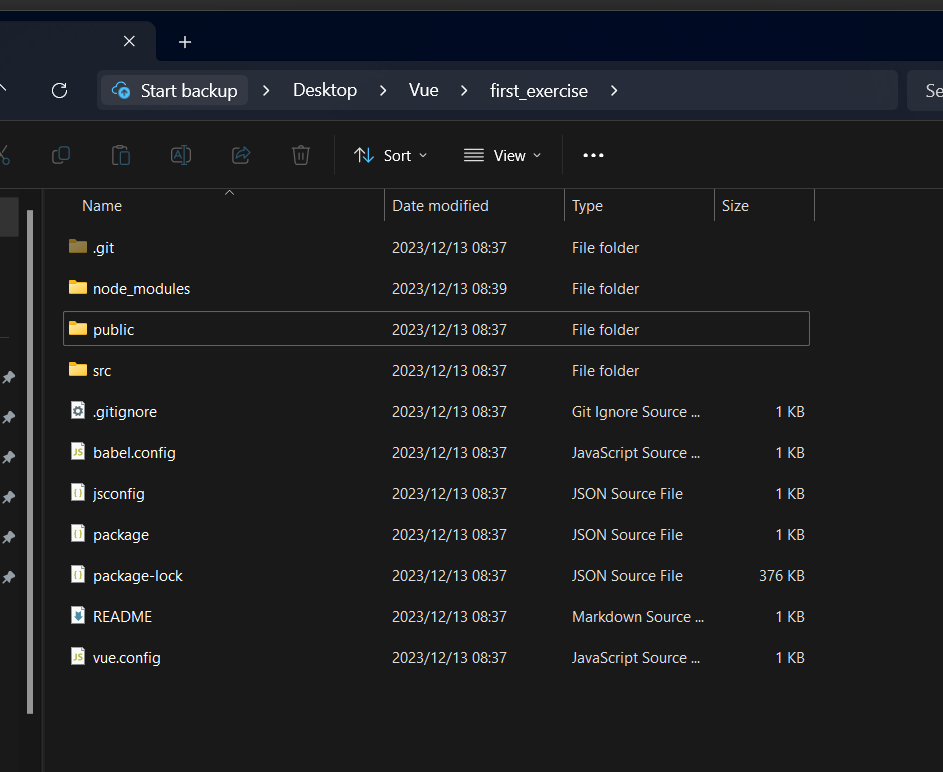 Start backup > Desktop > Vue > first_exercise > Se
Sort View
Name Date modified Type Size
.git 2023/12/13 08:37 File folder
node_modules 2023/12/13 08:39 File folder
public 2023/12/13 08:37 File folder
src 2023/12/13 08:37 File folder
.gitignore 2023/12/13 08:37 Git Ignore Source ... 1 KB
babel.config 2023/12/13 08:37 JavaScript Source ... 1 KB
jsconfig 2023/12/13 08:37 JSON Source File 1 KB
package 2023/12/13 08:37 JSON Source File 1 KB
package-lock 2023/12/13 08:37 JSON Source File 376 KB
README 2023/12/13 08:37 Markdown Source ... 1 KB
vue.config 2023/12/13 08:37 JavaScript Source ... 1 KB